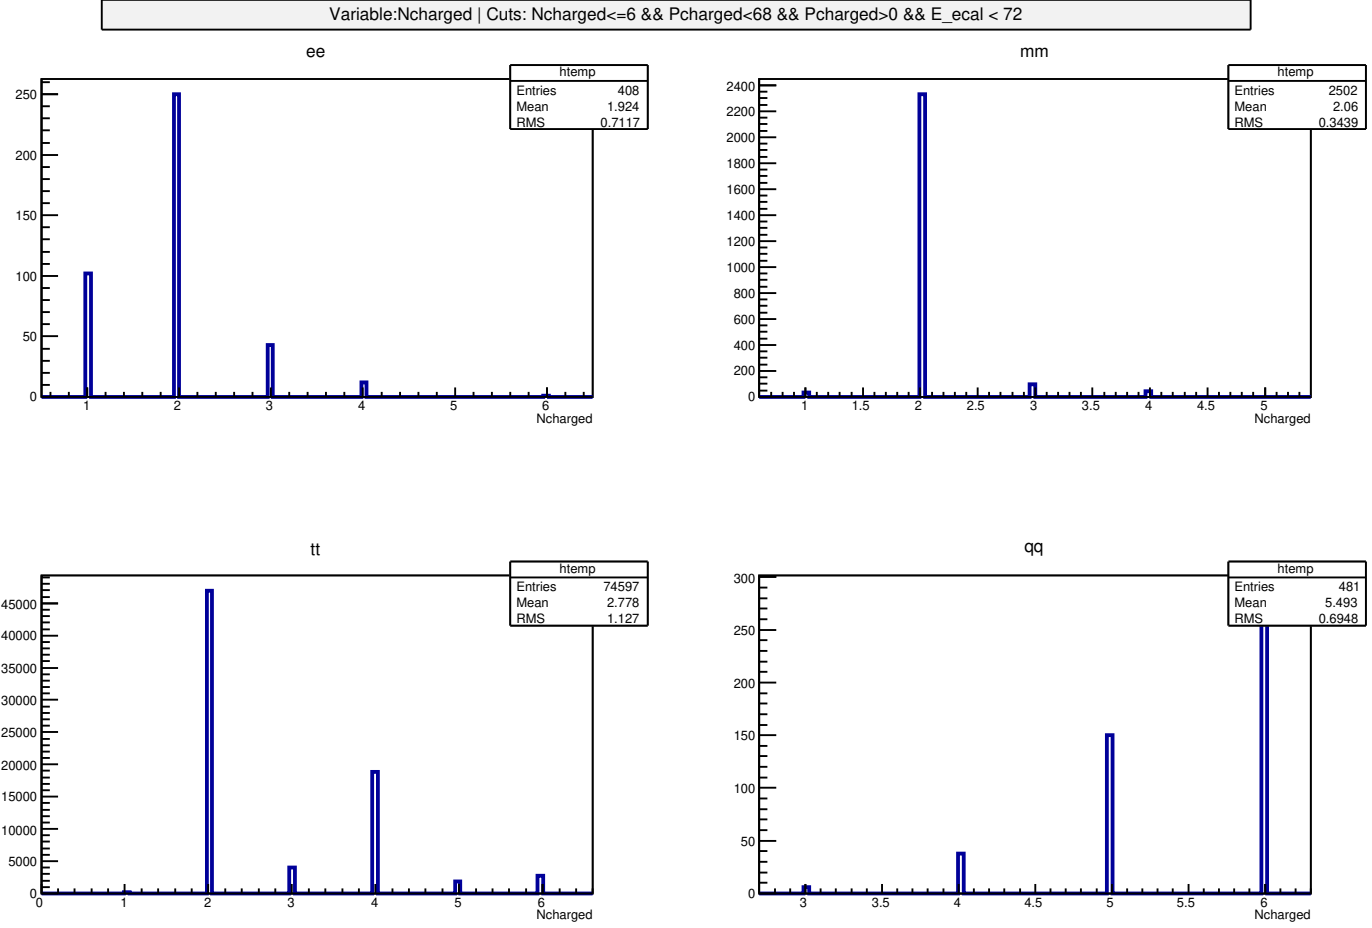 Variable:Ncharged | Cuts: Ncharged<=6 && Pcharged<68 && Pcharged>0 && E_ecal < 72
ee
htemp
Entries 408
Mean 1.924
RMS 0.7117
250
200
150
100
50
0
1 2 3 4 5 6
Ncharged
mm
htemp
Entries 2502
Mean 2.06
RMS 0.3439
2400
2200
2000
1800
1600
1400
1200
1000
800
600
400
200
0
1 1.5 2 2.5 3 3.5 4 4.5 5
Ncharged
tt
htemp
Entries 74597
Mean 2.778
RMS 1.127
45000
40000
35000
30000
25000
20000
15000
10000
5000
0
0 1 2 3 4 5 6
Ncharged
qq
htemp
Entries 481
Mean 5.493
RMS 0.6948
300
250
200
150
100
50
0
3 3.5 4 4.5 5 5.5 6
Ncharged